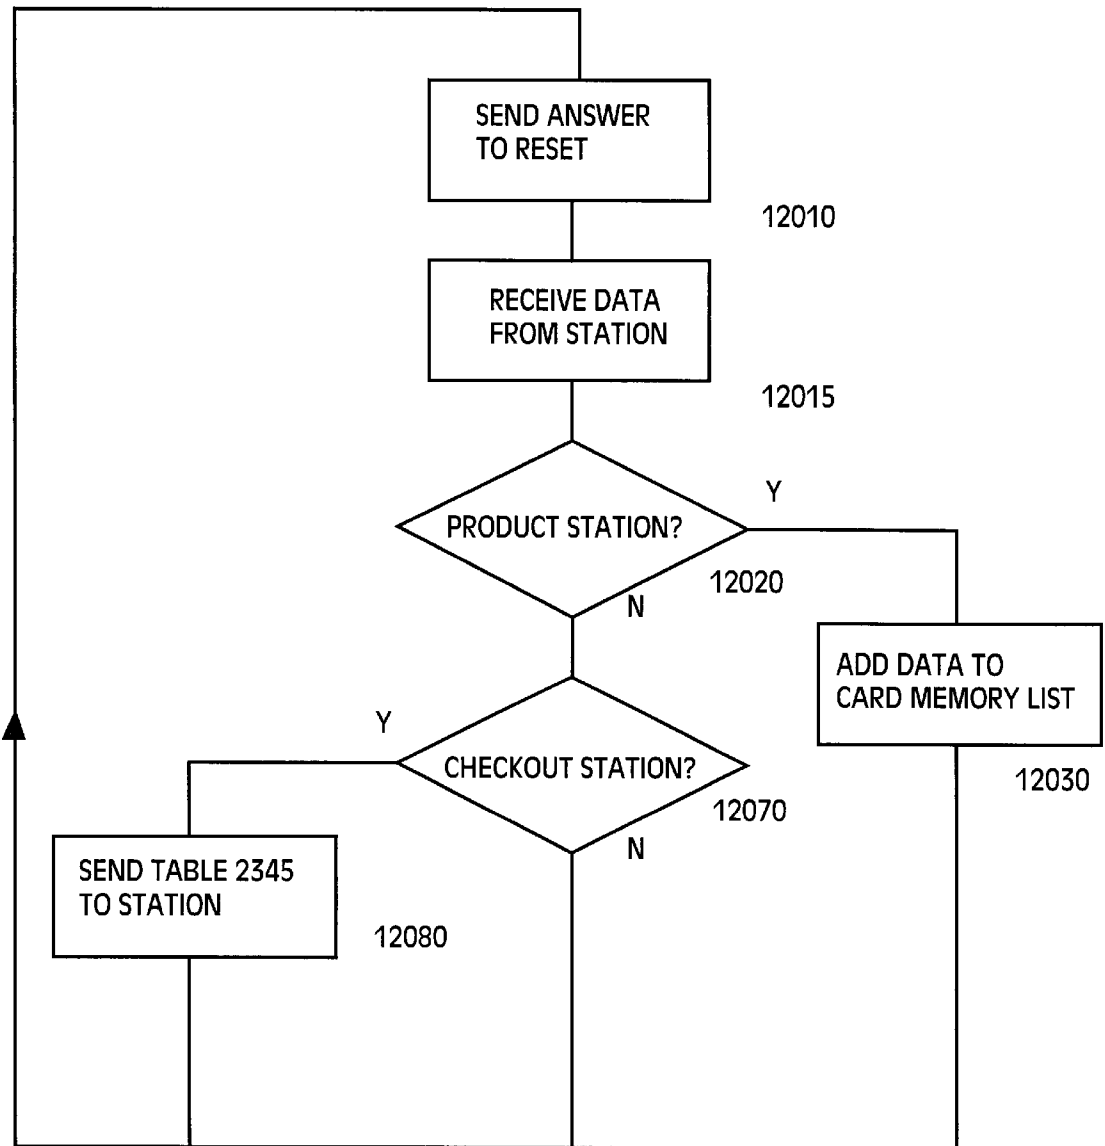 SEND ANSWER
TO RESET
12010
RECEIVE DATA
FROM STATION
12015
PRODUCT STATION?
Y
12020
N
ADD DATA TO
CARD MEMORY LIST
12030
CHECKOUT STATION?
Y
12070
N
SEND TABLE 2345
TO STATION
12080